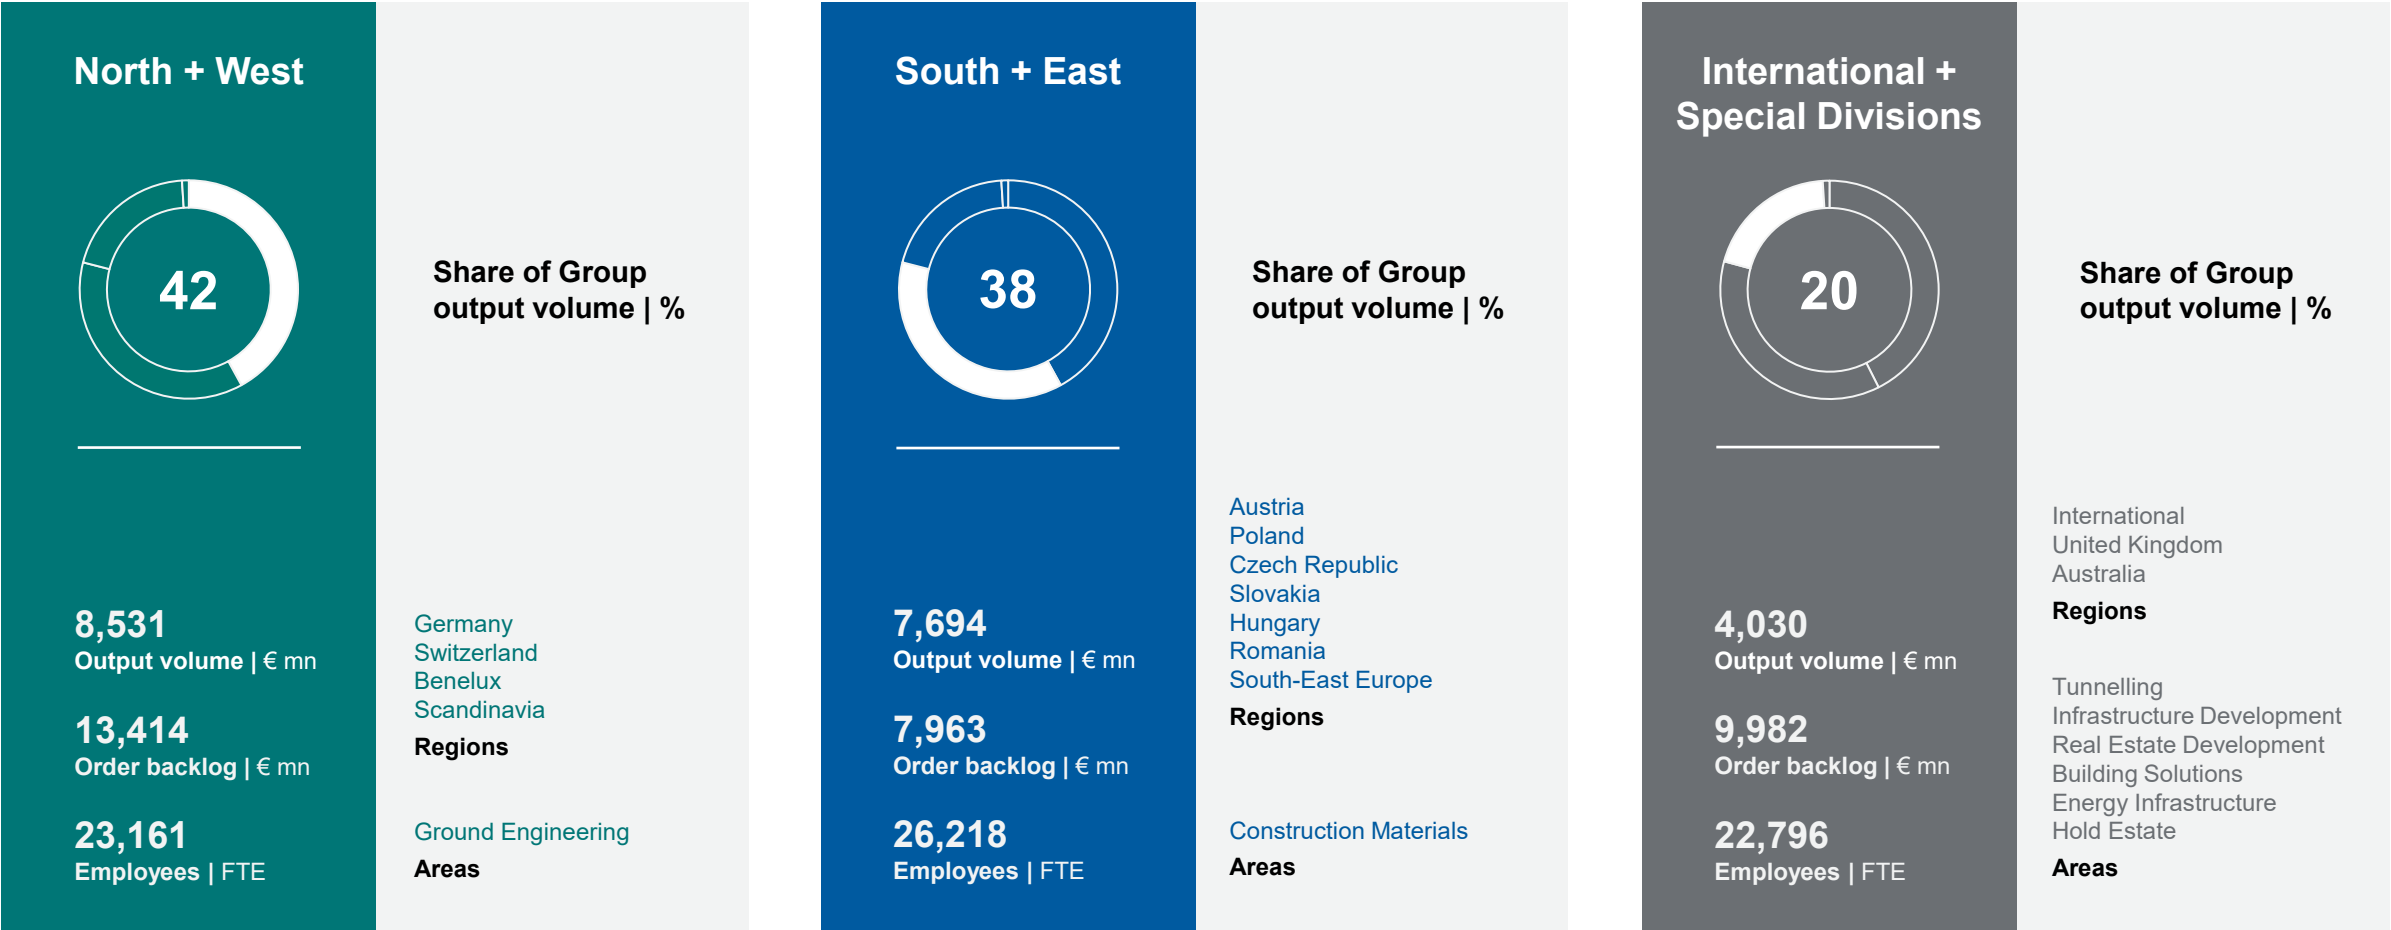 North + West
42
Share of Group
output volume | %
8,531
Output volume | € mn
13,414
Order backlog | € mn
23,161
Employees | FTE
Germany
Switzerland
Benelux
Scandinavia
Regions
Ground Engineering
Areas
South + East
38
Share of Group
output volume | %
7,694
Output volume | € mn
7,963
Order backlog | € mn
26,218
Employees | FTE
Austria
Poland
Czech Republic
Slovakia
Hungary
Romania
South-East Europe
Regions
Construction Materials
Areas
International +
Special Divisions
20
Share of Group
output volume | %
4,030
Output volume | € mn
9,982
Order backlog | € mn
22,796
Employees | FTE
International
United Kingdom
Australia
Regions
Tunnelling
Infrastructure Development
Real Estate Development
Building Solutions
Energy Infrastructure
Hold Estate
Areas